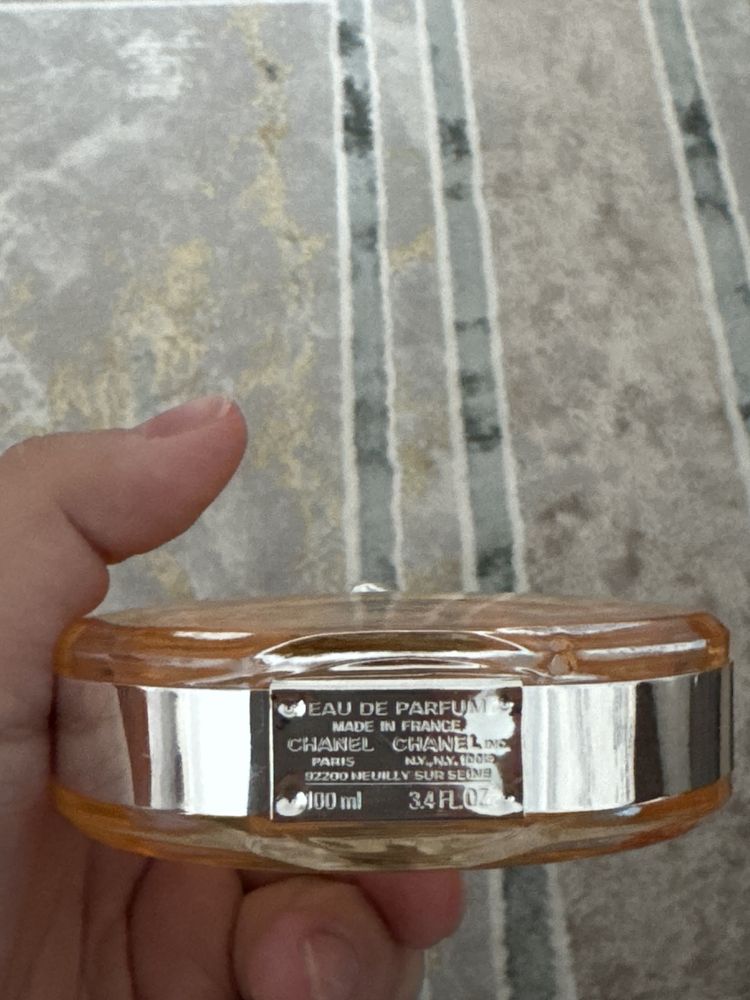 EAU DE PARFUM
MADE IN FRANCE
CHANEL CHANEL INC.
PARIS N.Y., N.Y. 10019
92200 NEUILLY SUR SEINE
100 ml 3.4 FL.OZ